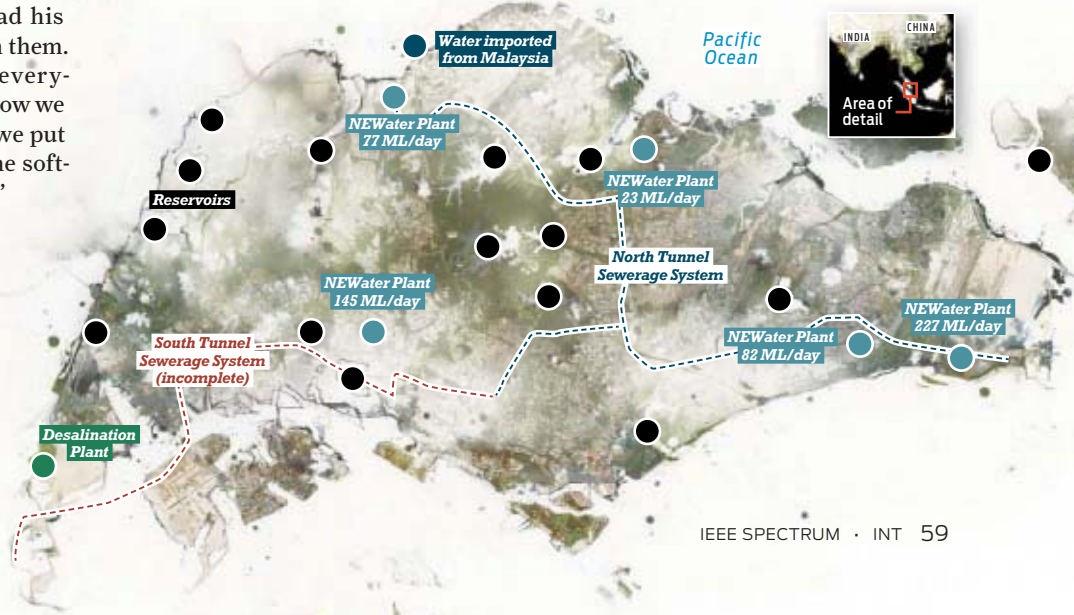 ad his
n them.
every-
ow we
we put
ne soft-
”
Water imported
from Malaysia
Pacific
Ocean
INDIA
CHINA
Area of
detail
NEWater Plant
77 ML/day
NEWater Plant
23 ML/day
Reservoirs
North Tunnel
Sewerage System
NEWater Plant
145 ML/day
NEWater Plant
227 ML/day
NEWater Plant
82 ML/day
South Tunnel
Sewerage System
(incomplete)
Desalination
Plant
IEEE SPECTRUM · INT 59